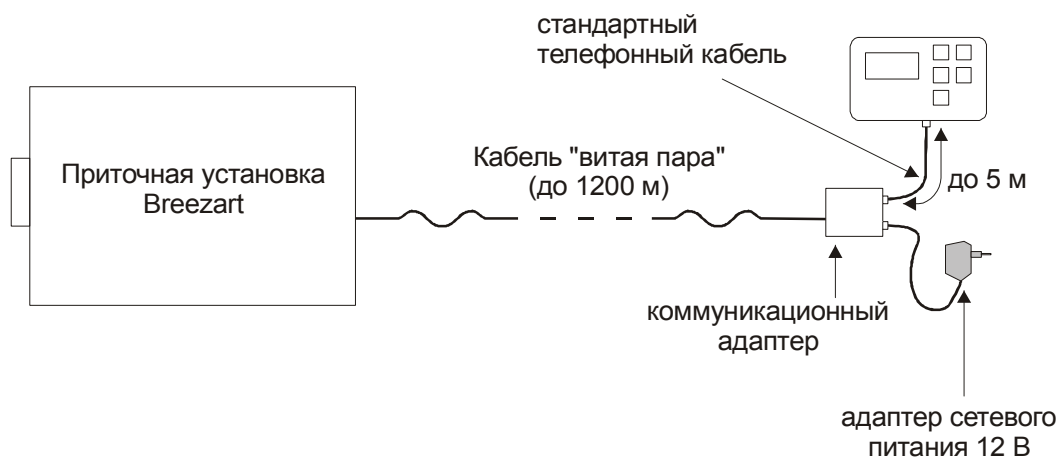 стандартный
телефонный кабель
Приточная установка
Breezart
Кабель "витая пара"
(до 1200 м)
до 5 м
коммуникационный
адаптер
адаптер сетевого
питания 12 В